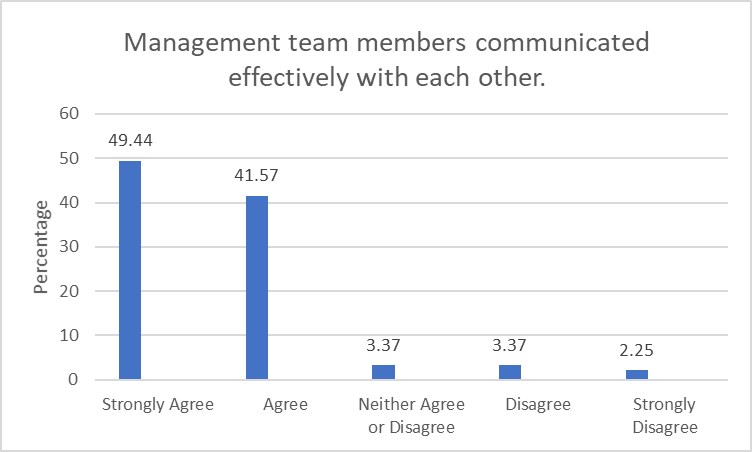 Management team members communicated
effectively with each other.
60
49.44
50
41.57
40
30
Percentage
20
10
3.37
3.37
2.25
0
Strongly Agree
Agree
Neither Agree
or Disagree
Disagree
Strongly
Disagree